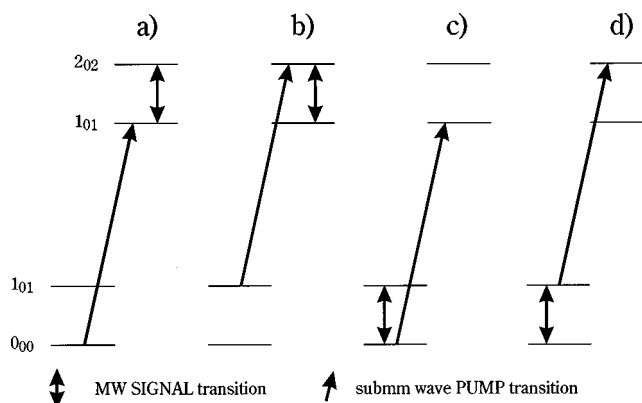 a) b) c) d)
2₀₂
1₀₁
1₀₁
0₀₀
MW SIGNAL transition submm wave PUMP transition